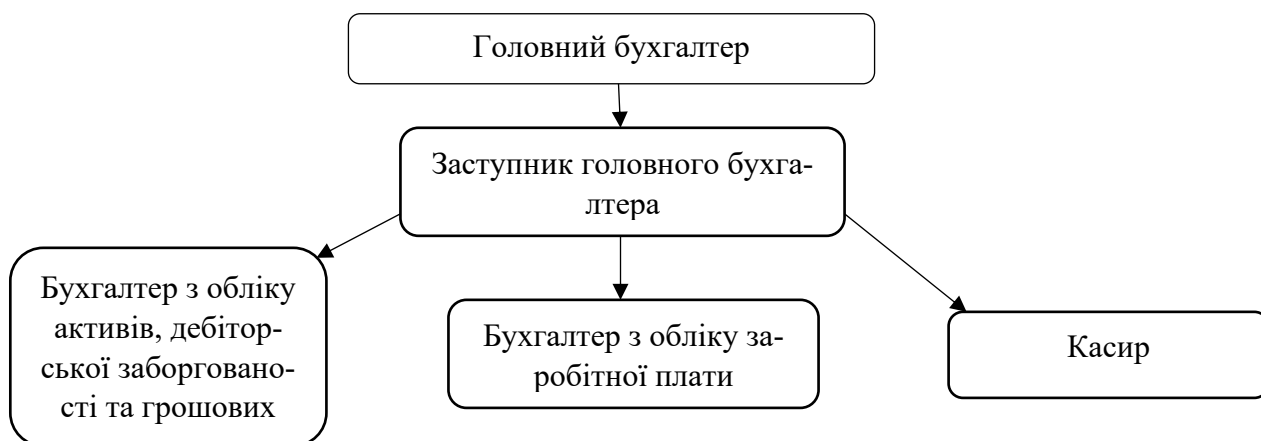 Головний бухгалтер
Заступник головного бухга-
лтера
Бухгалтер з обліку
активів, дебітор-
ської заборговано-
сті та грошових
Бухгалтер з обліку за-
робітної плати
Касир